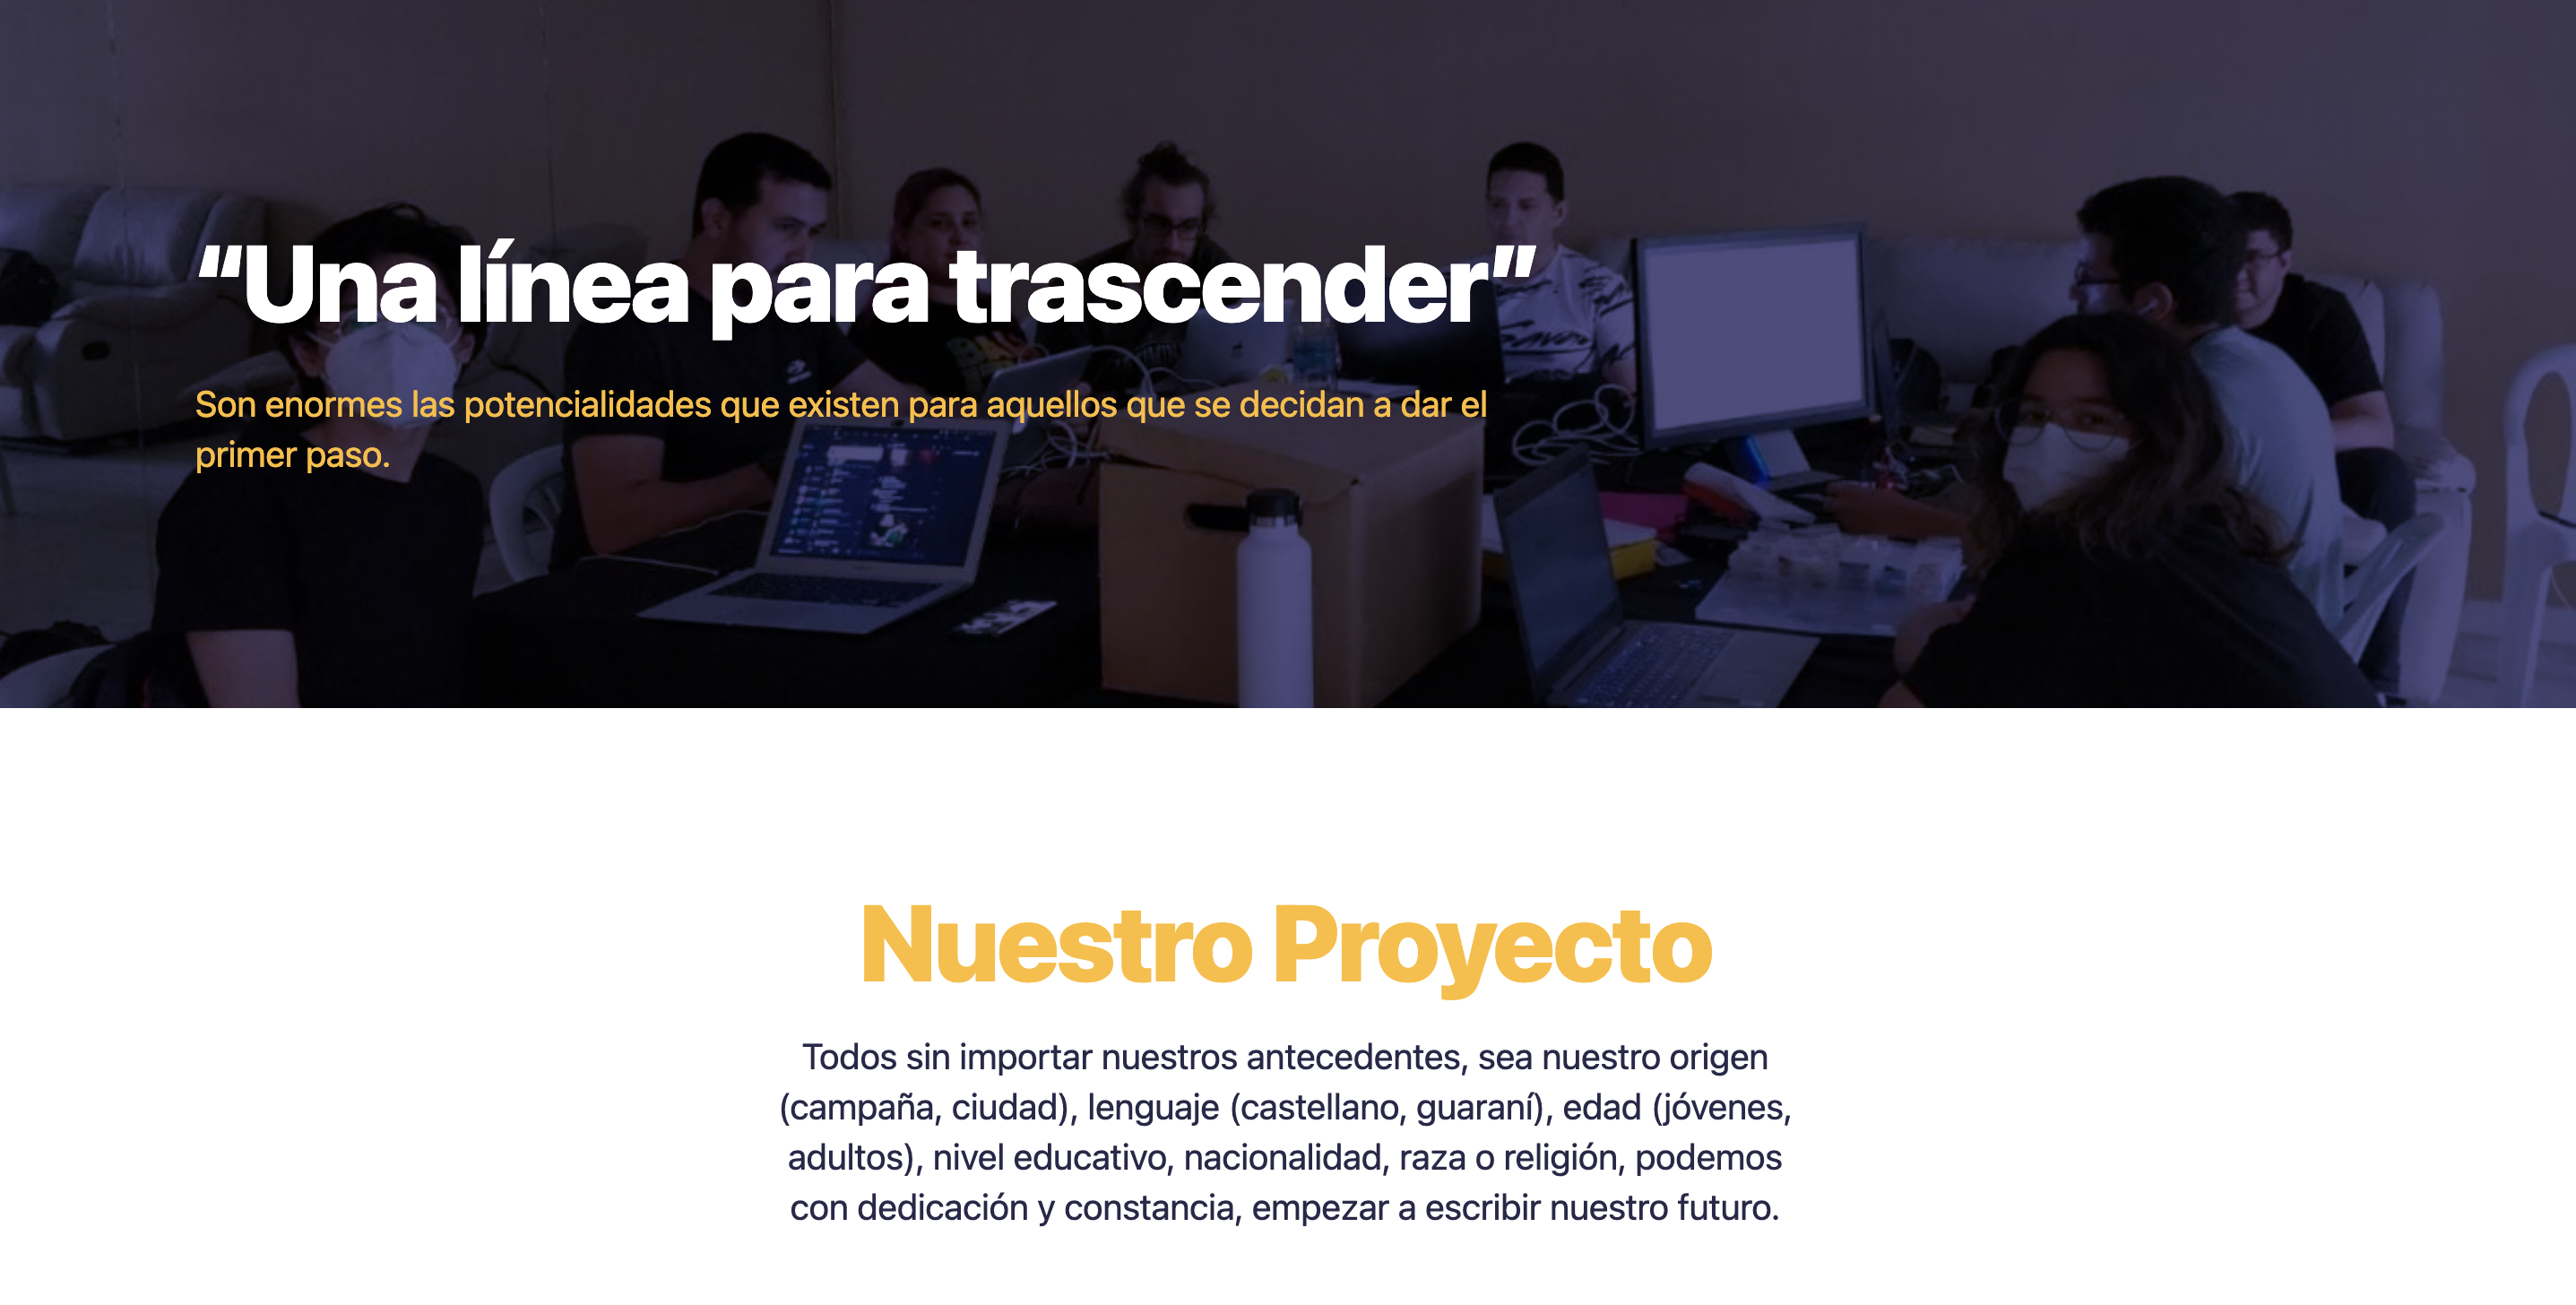 “Una línea para trascender”
Son enormes las potencialidades que existen para aquellos que se decidan a dar el
primer paso.
Nuestro Proyecto
Todos sin importar nuestros antecedentes, sea nuestro origen
(campaña, ciudad), lenguaje (castellano, guaraní), edad (jóvenes,
adultos), nivel educativo, nacionalidad, raza o religión, podemos
con dedicación y constancia, empezar a escribir nuestro futuro.